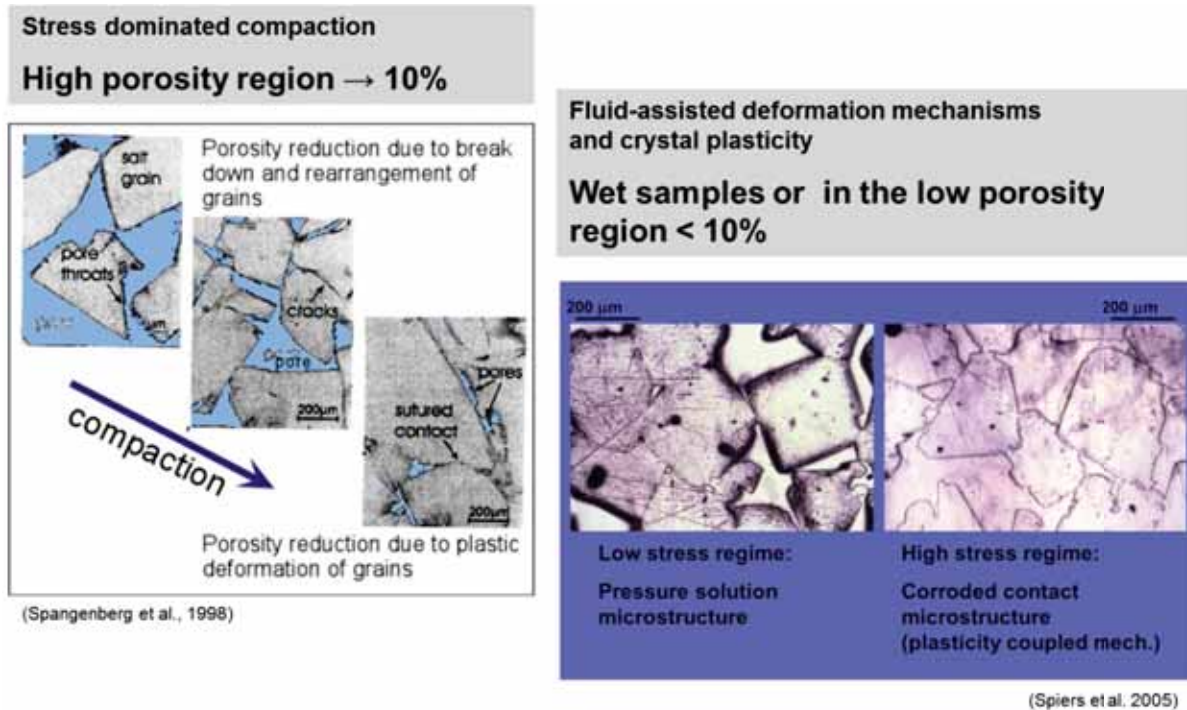 Stress dominated compaction
High porosity region → 10%
salt
grain
pore
throats
Porosity reduction due to break
down and rearrangement of
grains
cracks
pore
200µm
compaction
pores
sutured
contact
200µm
Porosity reduction due to plastic
deformation of grains
(Spangenberg et al., 1998)
Fluid-assisted deformation mechanisms
and crystal plasticity
Wet samples or in the low porosity
region < 10%
200 µm
200 µm
Low stress regime:
Pressure solution
microstructure
High stress regime:
Corroded contact
microstructure
(plasticity coupled mech.)
(Spiers et al. 2005)